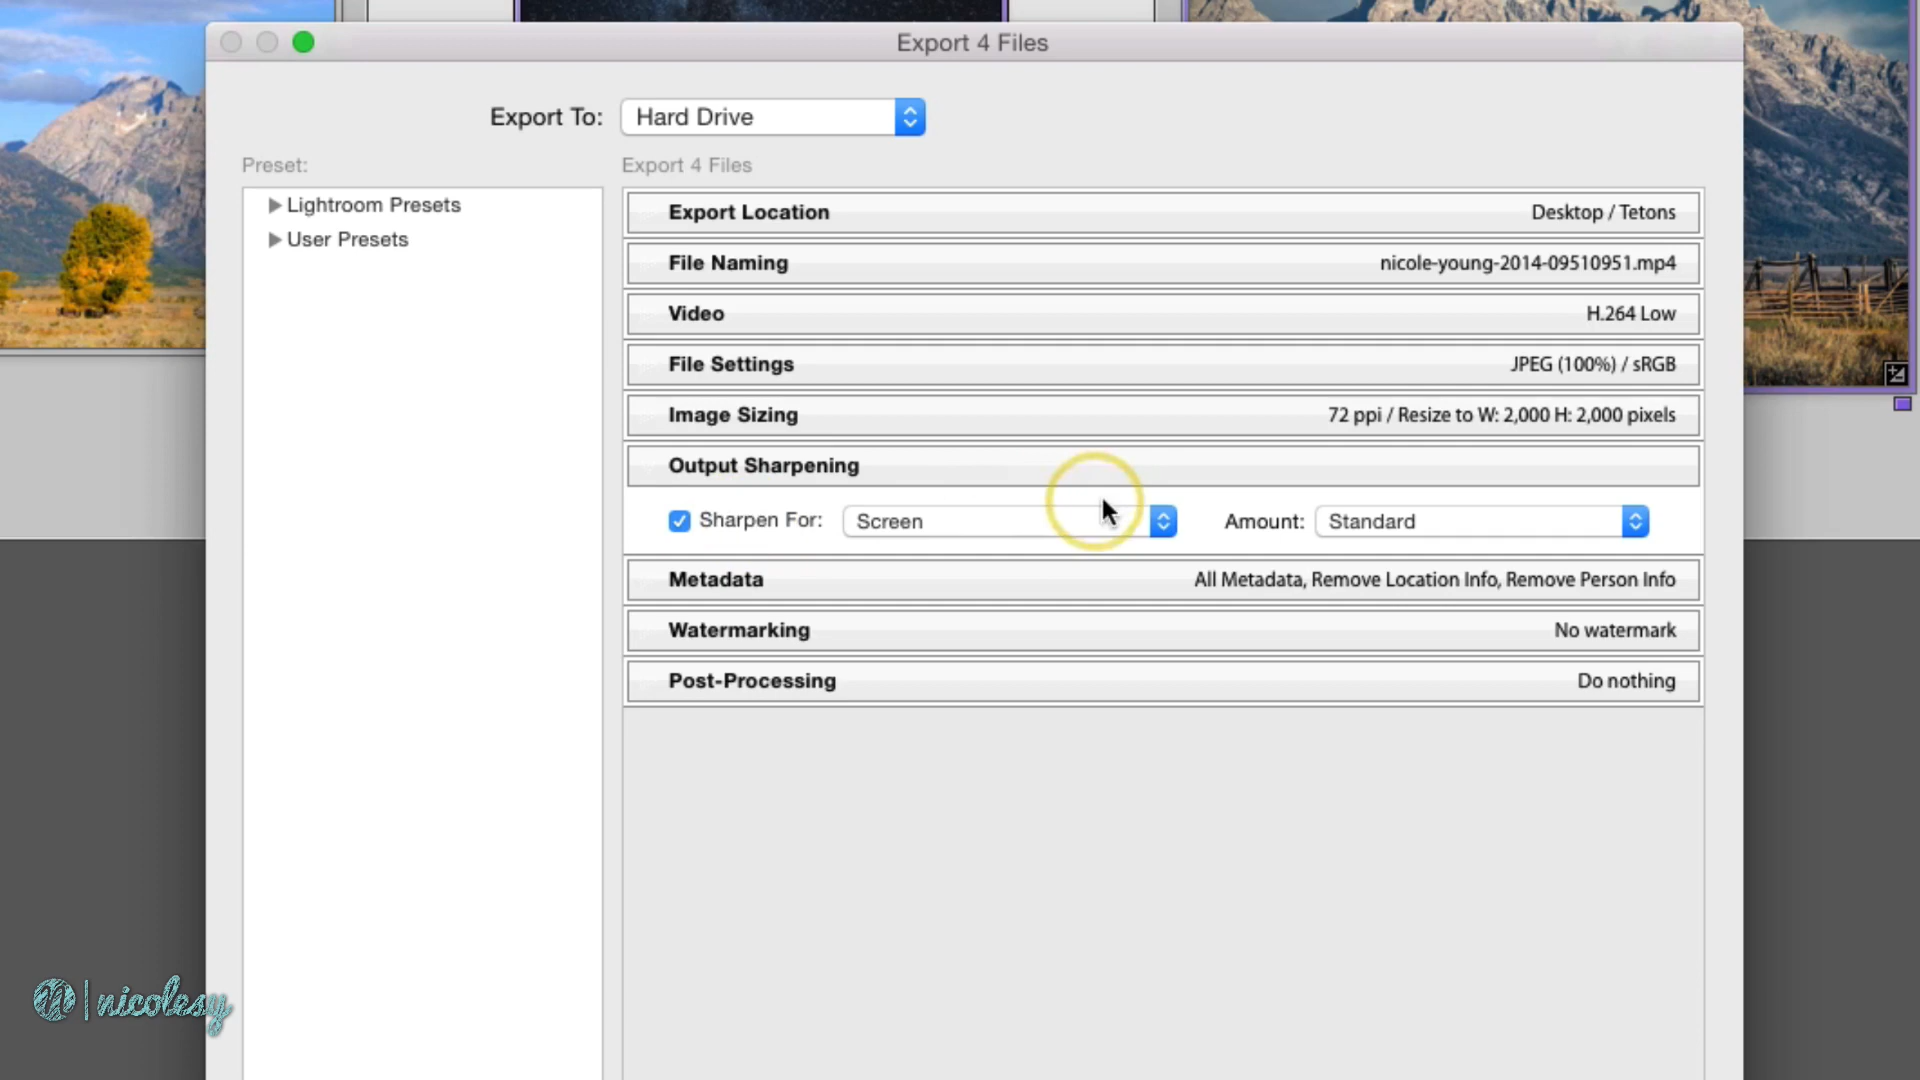 Export 4 Files
Export To: Hard Drive
Preset:
Export 4 Files
Lightroom Presets
User Presets
Export Location Desktop / Tetons
File Naming nicole-young-2014-09510951.mp4
Video H.264 Low
File Settings JPEG (100%) / sRGB
Image Sizing 72 ppi / Resize to W: 2,000 H: 2,000 pixels
Output Sharpening
Sharpen For: Screen Amount: Standard
Metadata All Metadata, Remove Location Info, Remove Person Info
Watermarking No watermark
Post-Processing Do nothing
n | nicolesy